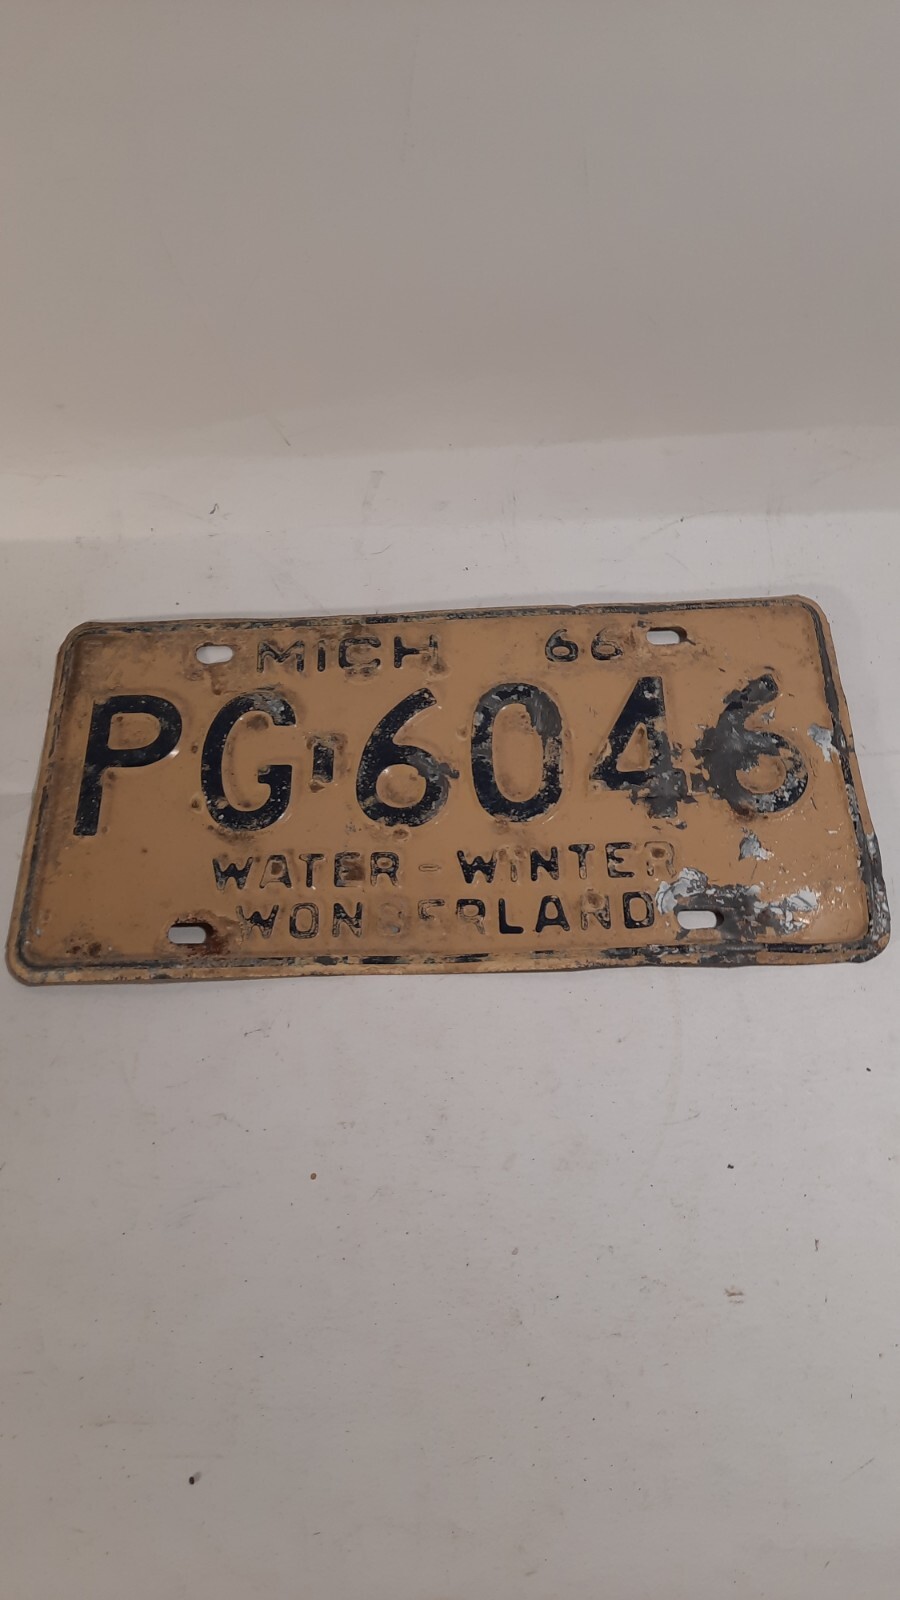 MICH 66
PG-6046
WATER-WINTER
WONDERLAND